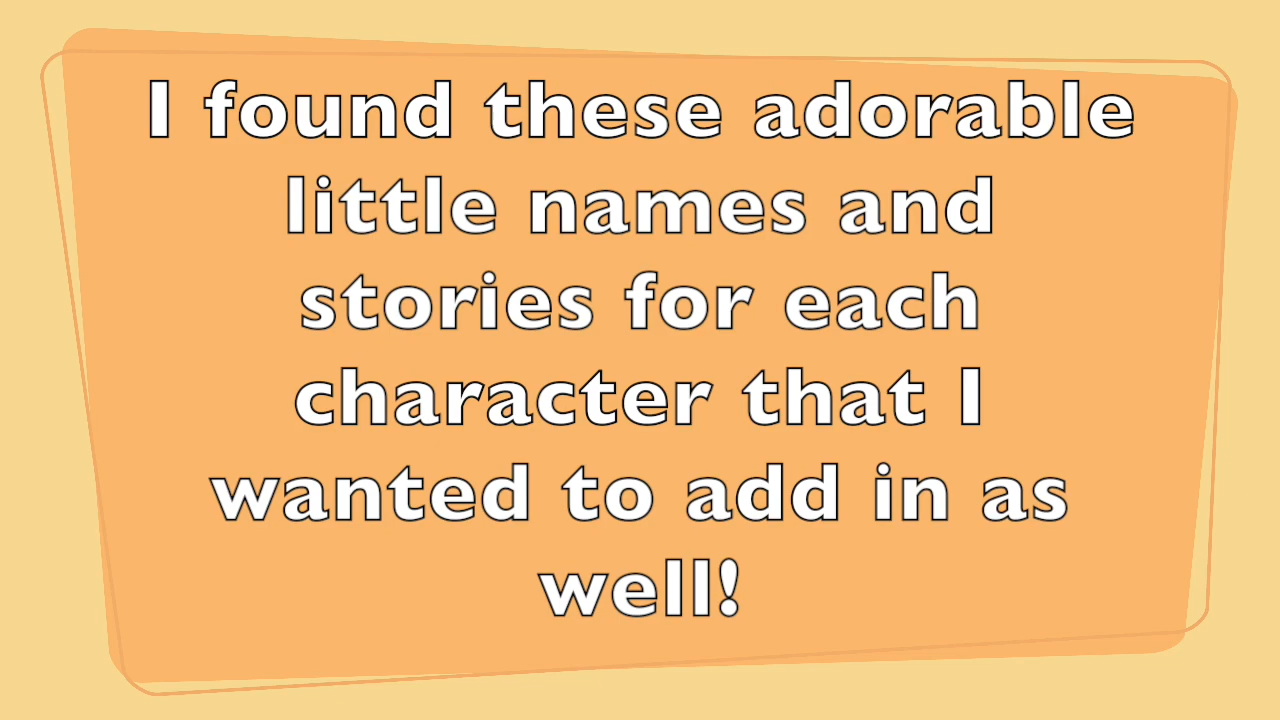 I found these adorable
little names and
stories for each
character that I
wanted to add in as
well!